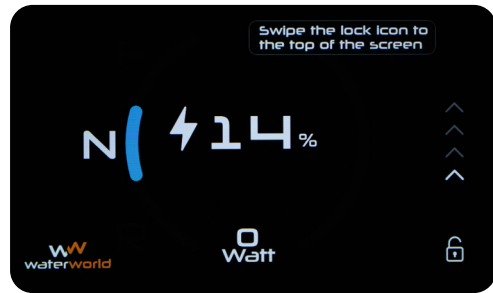 Swipe the lock icon to
the top of the screen
N
14%
0
Watt
waterworld